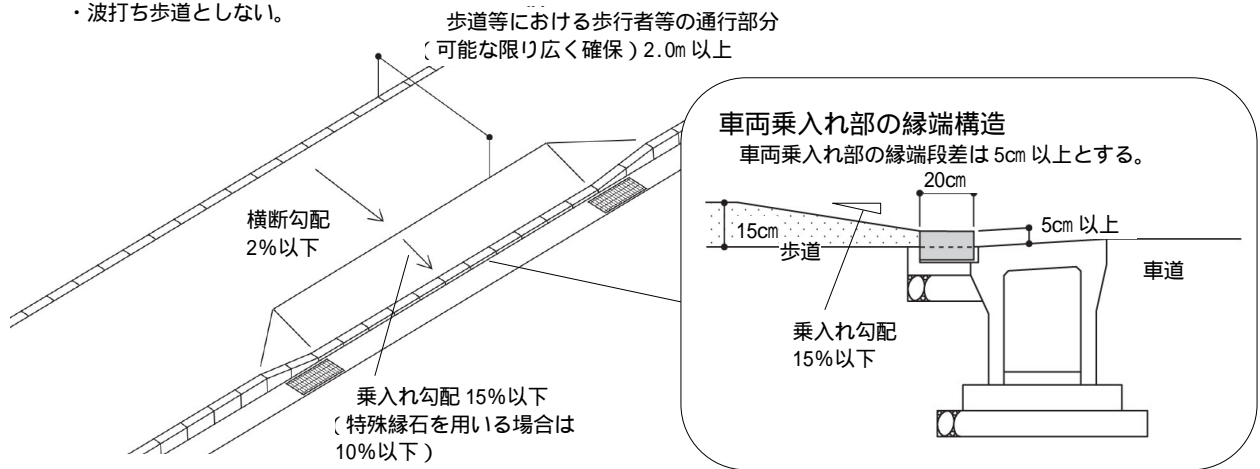 ・波打ち歩道としない。
歩道等における歩行者等の通行部分
(可能な限り広く確保)2.0m 以上
車両乗入れ部の縁端構造
車両乗入れ部の縁端段差は 5cm 以上とする。
20cm
15cm
歩道
5cm 以上
車道
乗入れ勾配
15%以下
横断勾配
2%以下
乗入れ勾配 15%以下
(特殊縁石を用いる場合は
10%以下)